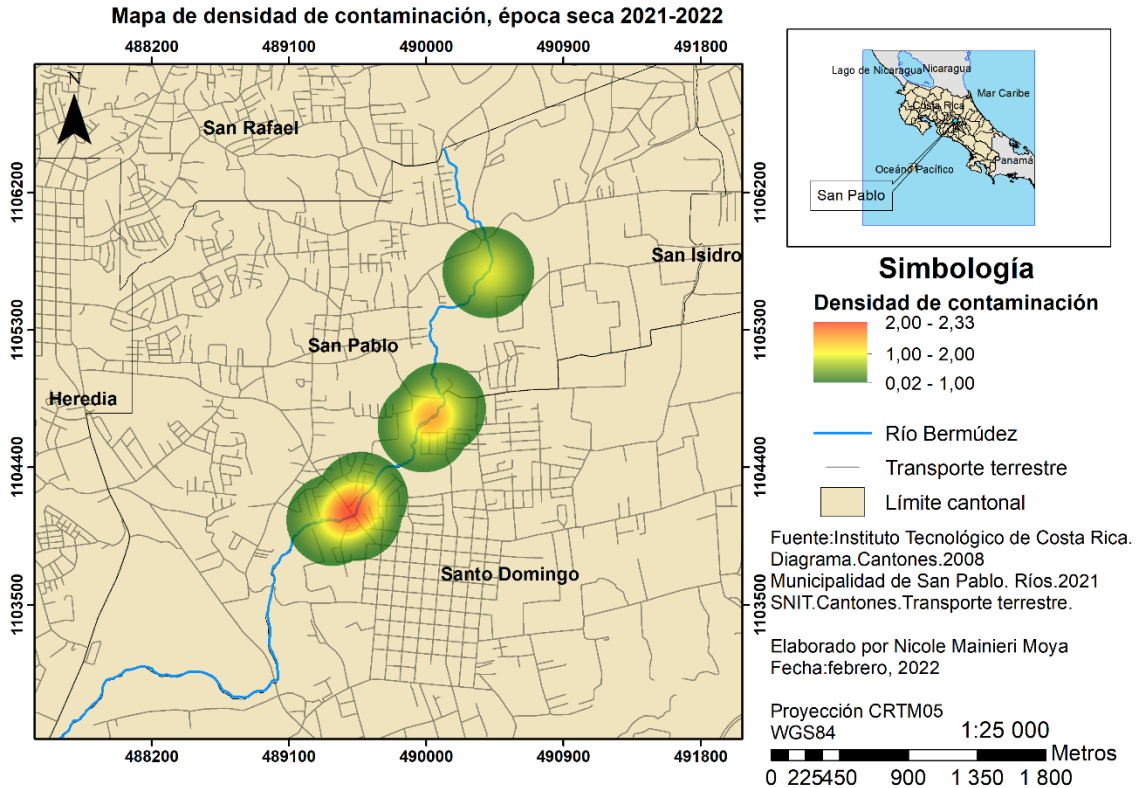 Mapa de densidad de contaminación, época seca 2021-2022
488200 489100 490000 490900 491800
N
San Rafael
1106200
1106200
San Isidro
1105300
San Pablo
1105300
Heredia
1104400
1104400
Santo Domingo
1103500
1103500
488200 489100 490000 490900 491800
Lago de Nicaragua
Nicaragua
Mar Caribe
Costa Rica
Océano Pacífico
Panamá
San Pablo
Simbología
Densidad de contaminación
2,00 - 2,33
1,00 - 2,00
0,02 - 1,00
Río Bermúdez
Transporte terrestre
Límite cantonal
Fuente:Instituto Tecnológico de Costa Rica.
Diagrama.Cantones.2008
Municipalidad de San Pablo. Ríos.2021
SNIT.Cantones.Transporte terrestre.
Elaborado por Nicole Mainieri Moya
Fecha:febrero, 2022
Proyección CRTM05
WGS84 1:25 000
Metros
0 225450 900 1 350 1 800